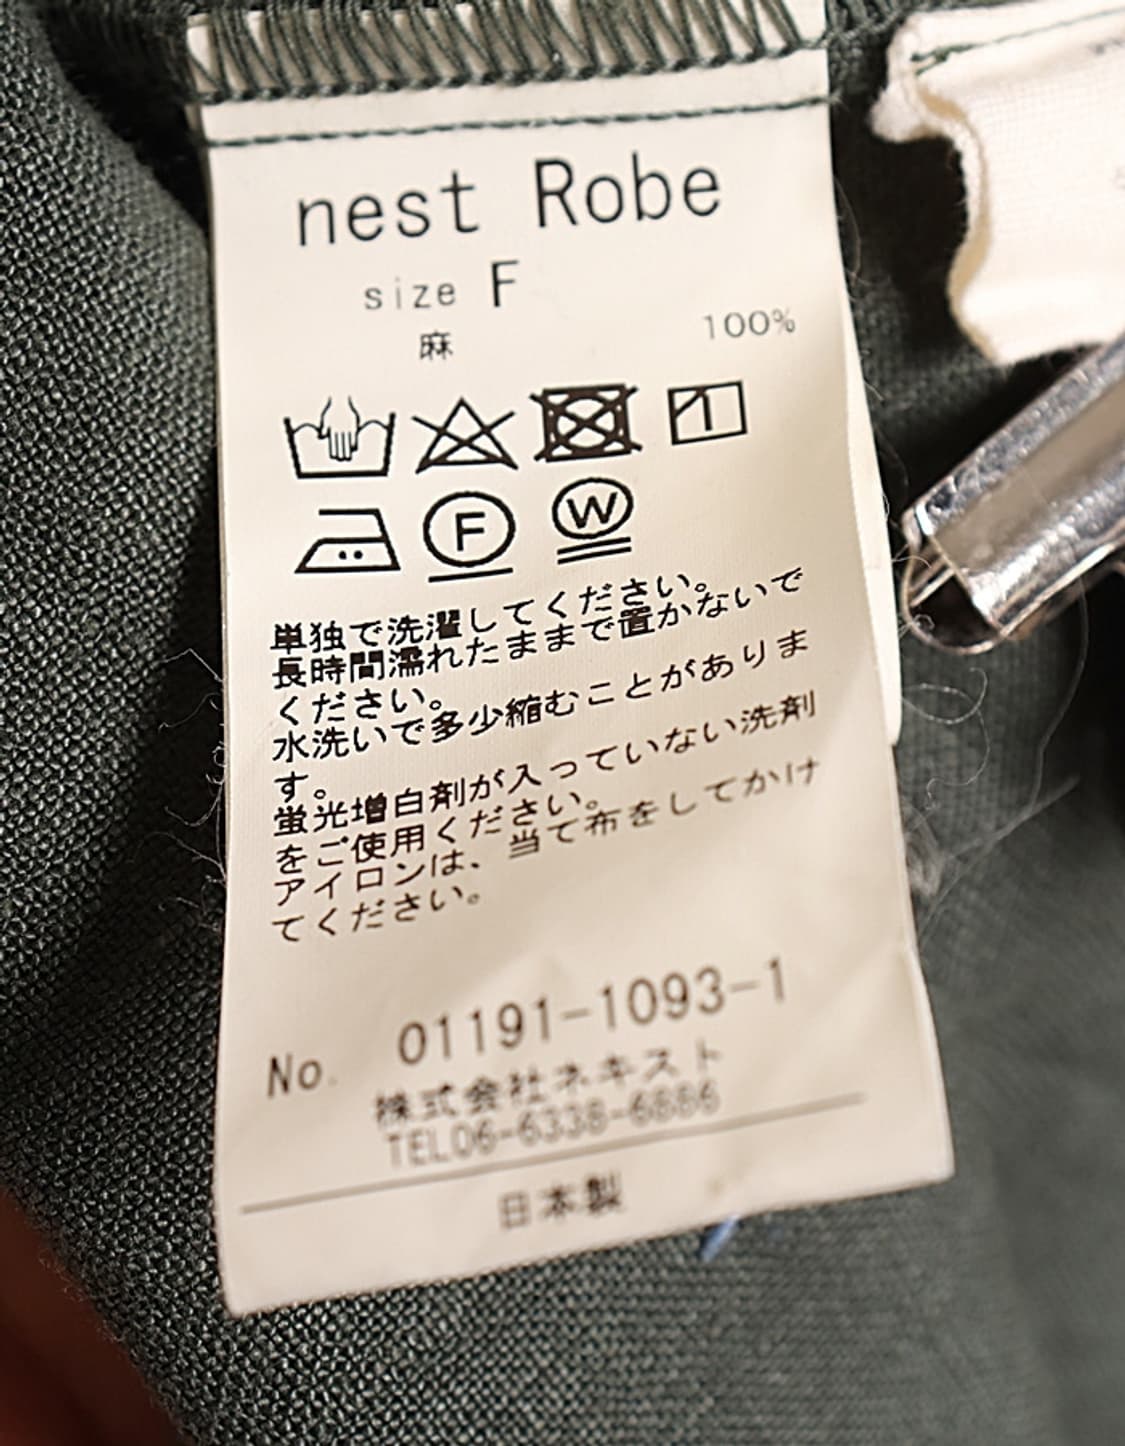 nest Robe
size F
麻 100%
F W
単独で洗濯してください。
長時間濡れたままで置かないで
ください。
水洗いで多少縮むことがありま
す。
蛍光増白剤が入っていない洗剤
をご使用ください。
アイロンは、当て布をしてかけ
てください。
No. 01191-1093-1
株式会社ネキスト
TEL06-6338-6886
日本製